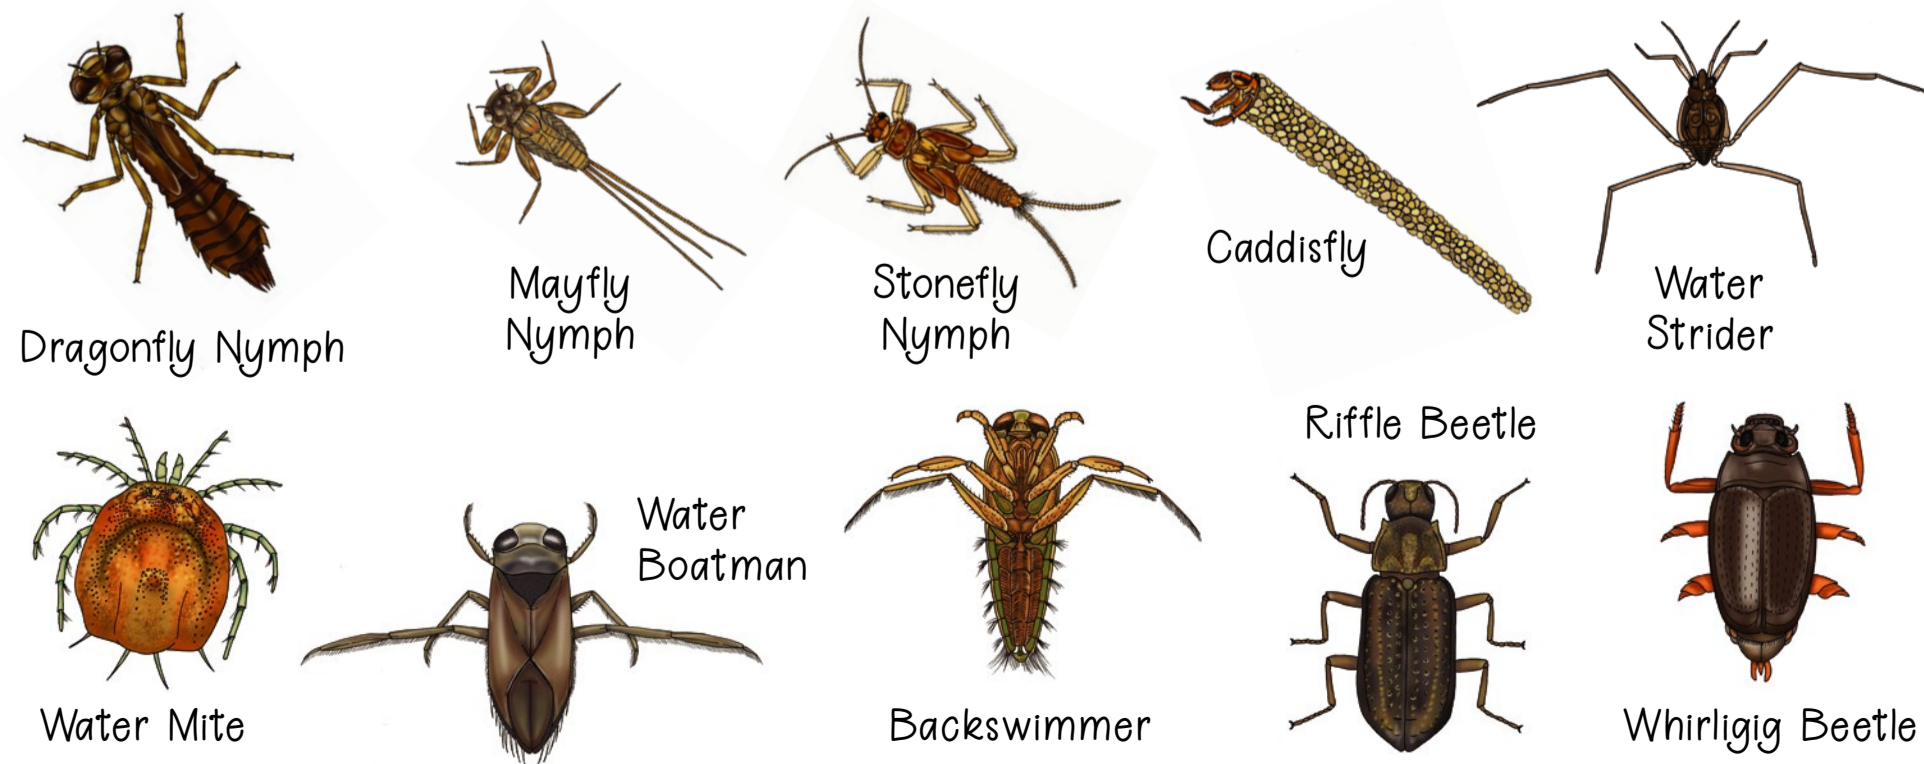 Dragonfly Nymph
Mayfly
Nymph
Stonefly
Nymph
Caddisfly
Water
Strider
Water Mite
Water
Boatman
Backswimmer
Riffle Beetle
Whirligig Beetle